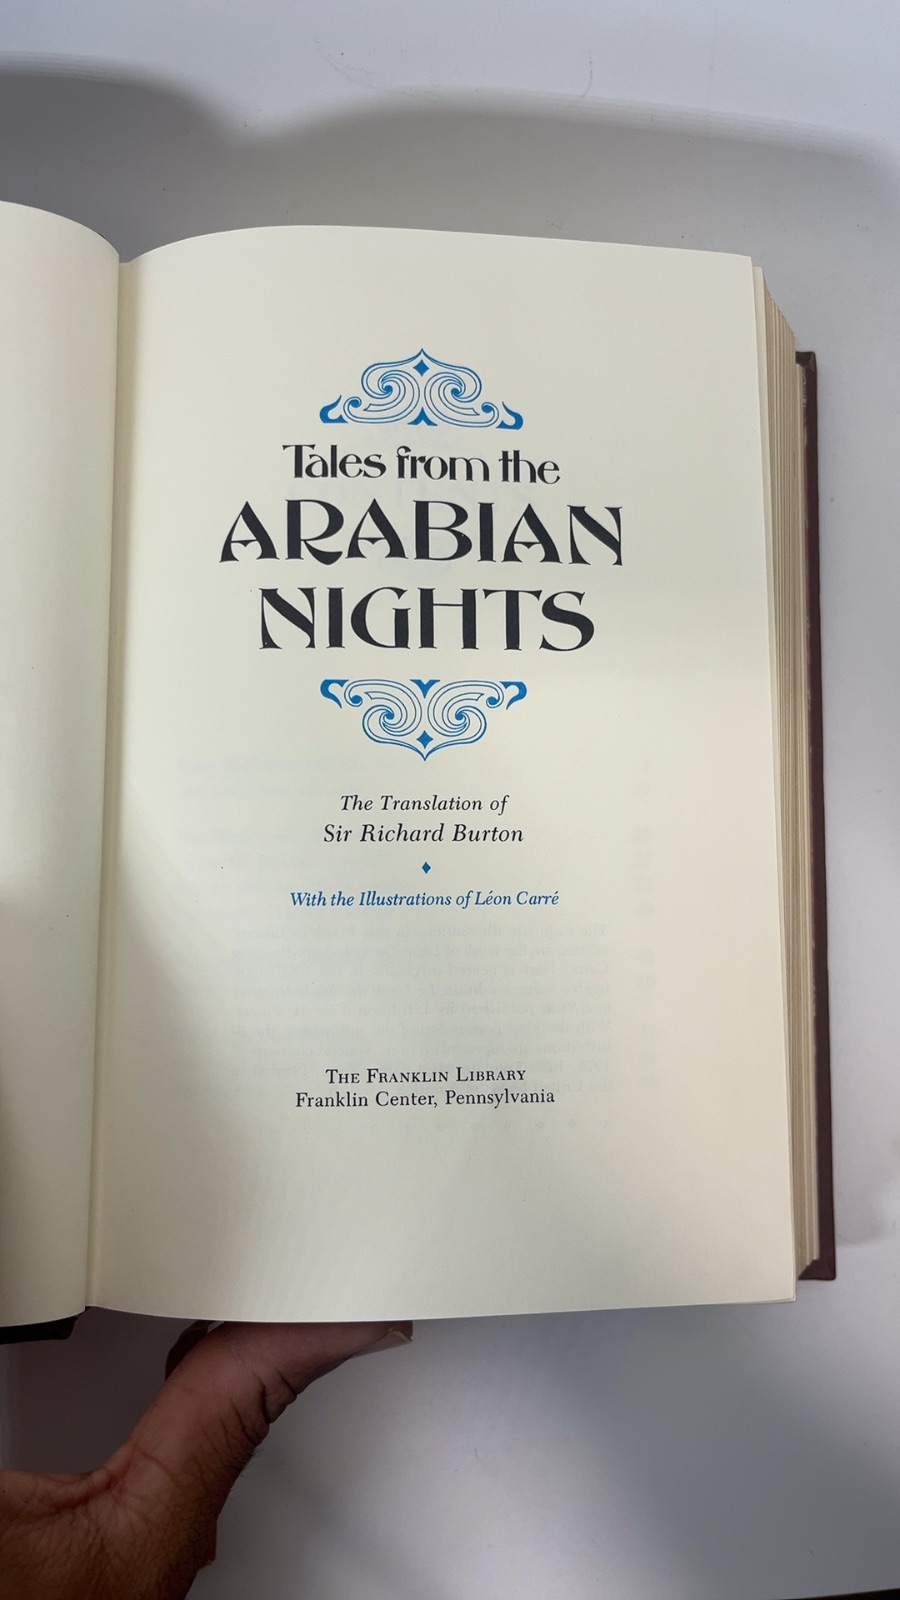 Tales from the
ARABIAN
NIGHTS
The Translation of
Sir Richard Burton
With the Illustrations of Léon Carré
THE FRANKLIN LIBRARY
Franklin Center, Pennsylvania